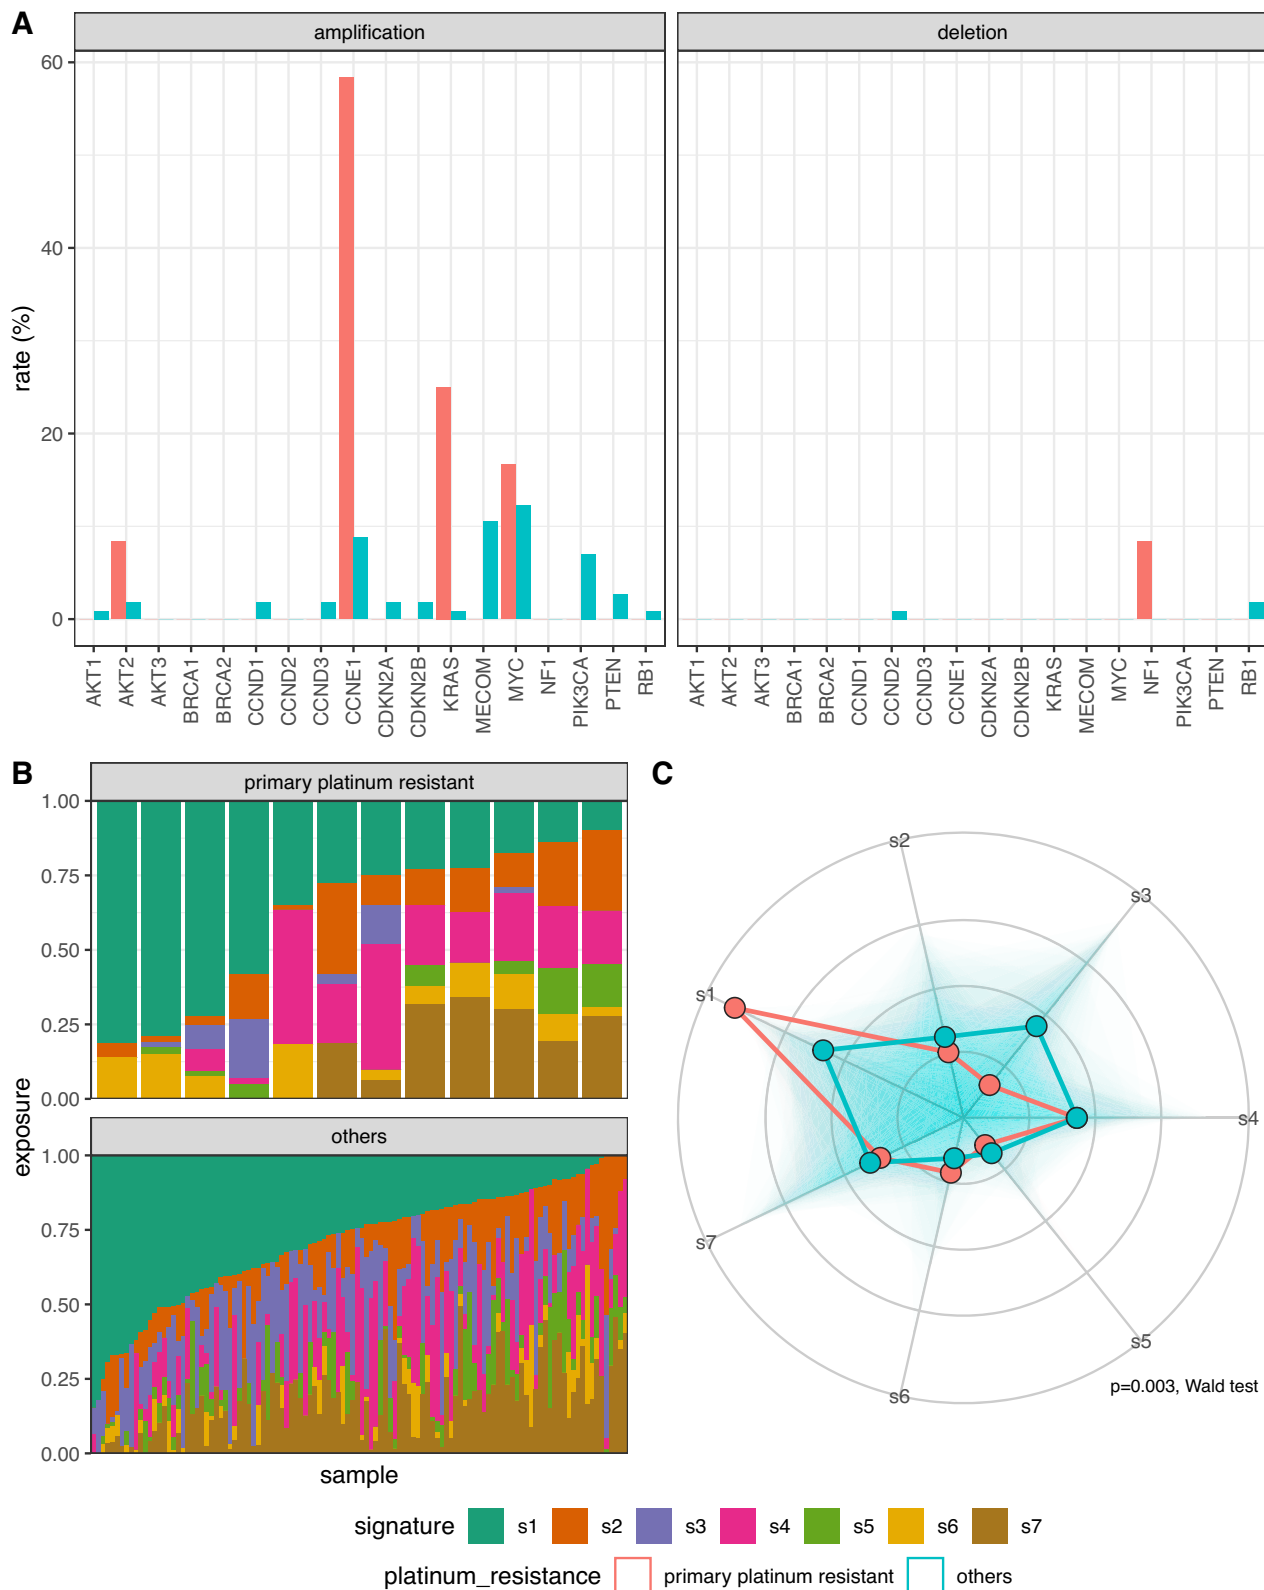 A
amplification
deletion
60
40
20
0
rate (%)
AKT1
AKT2
AKT3
BRCA1
BRCA2
CCND1
CCND2
CCND3
CCNE1
CDKN2A
CDKN2B
KRAS
MECOM
MYC
NF1
PIK3CA
PTEN
RB1
AKT1
AKT2
AKT3
BRCA1
BRCA2
CCND1
CCND2
CCND3
CCNE1
CDKN2A
CDKN2B
KRAS
MECOM
MYC
NF1
PIK3CA
PTEN
RB1
B
primary platinum resistant
1.00
0.75
0.50
0.25
0.00
others
1.00
0.75
0.50
0.25
0.00
exposure
sample
C
s2
s3
s1
s4
s7
s5
s6
p=0.003, Wald test
signature s1 s2 s3 s4 s5 s6 s7
platinum_resistance primary platinum resistant others